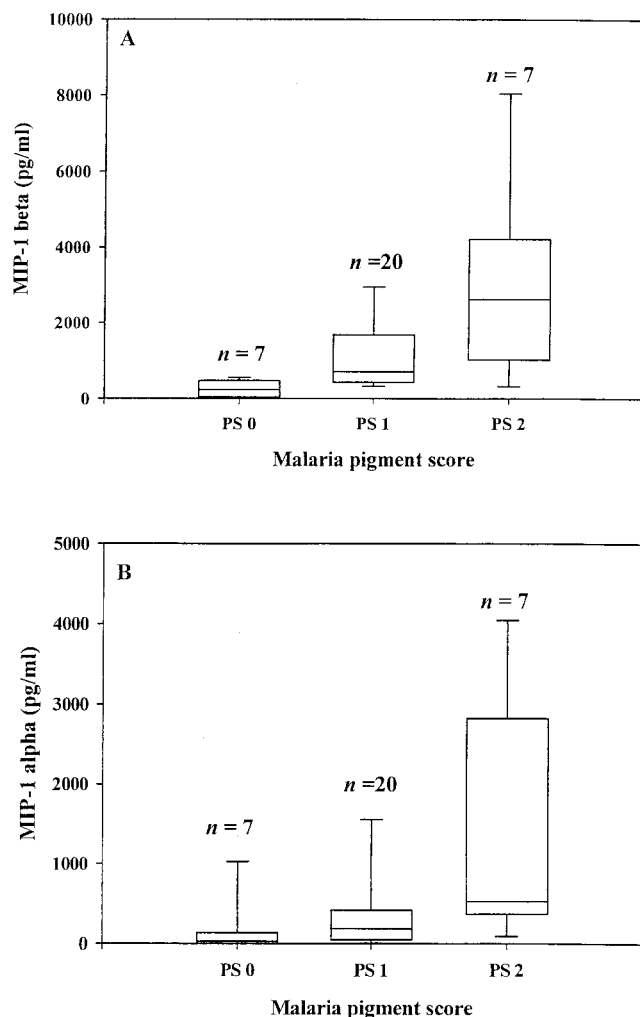 A
10000
8000
6000
4000
2000
0
MIP-1 beta (pg/ml)
n = 7
n =20
n = 7
PS 0
PS 1
PS 2
Malaria pigment score
B
5000
4000
3000
2000
1000
0
MIP-1 alpha (pg/ml)
n = 7
n =20
n = 7
PS 0
PS 1
PS 2
Malaria pigment score